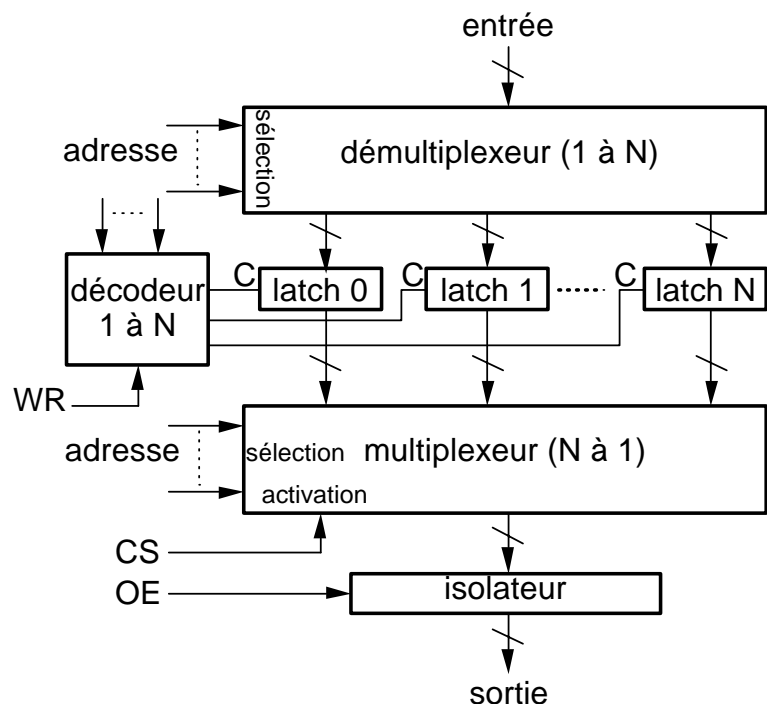 entrée
sélection
adresse
démultiplexeur (1 à N)
décodeur
1 à N
C
latch 0
C
latch 1
C
latch N
WR
adresse
sélection
multiplexeur (N à 1)
activation
CS
OE
isolateur
sortie